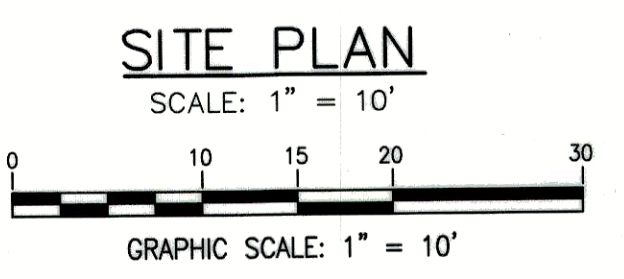 SITE PLAN
SCALE: 1" = 10'
0 10 15 20 30
GRAPHIC SCALE: 1" = 10'